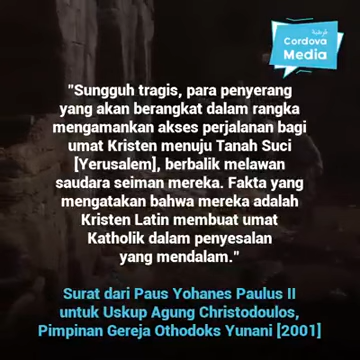 قرطبة
Cordova
Media
"Sungguh tragis, para penyerang
yang akan berangkat dalam rangka
mengamankan akses perjalanan bagi
umat Kristen menuju Tanah Suci
[Yerusalem], berbalik melawan
saudara seiman mereka. Fakta yang
mengatakan bahwa mereka adalah
Kristen Latin membuat umat
Katholik dalam penyesalan
yang mendalam."
Surat dari Paus Yohanes Paulus II
untuk Uskup Agung Christodoulos,
Pimpinan Gereja Othodoks Yunani [2001]